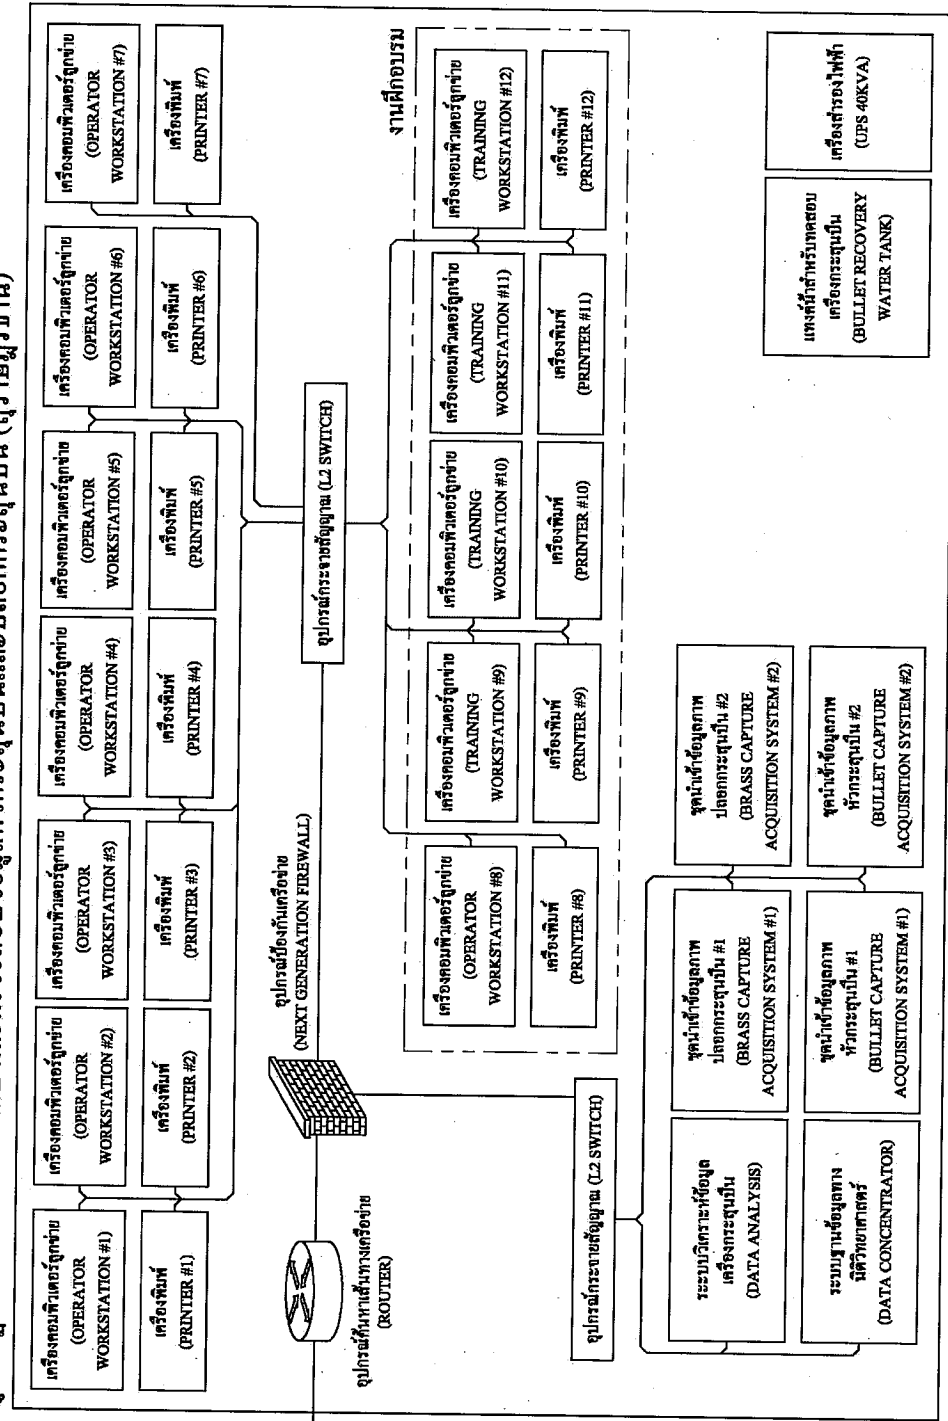 เครื่องคอมพิวเตอร์ลูกข่าย
(OPERATOR
WORKSTATION #1)
เครื่องคอมพิวเตอร์ลูกข่าย
(OPERATOR
WORKSTATION #2)
เครื่องคอมพิวเตอร์ลูกข่าย
(OPERATOR
WORKSTATION #3)
เครื่องคอมพิวเตอร์ลูกข่าย
(OPERATOR
WORKSTATION #4)
เครื่องคอมพิวเตอร์ลูกข่าย
(OPERATOR
WORKSTATION #5)
เครื่องคอมพิวเตอร์ลูกข่าย
(OPERATOR
WORKSTATION #6)
เครื่องคอมพิวเตอร์ลูกข่าย
(OPERATOR
WORKSTATION #7)
เครื่องพิมพ์
(PRINTER #1)
เครื่องพิมพ์
(PRINTER #2)
เครื่องพิมพ์
(PRINTER #3)
เครื่องพิมพ์
(PRINTER #4)
เครื่องพิมพ์
(PRINTER #5)
เครื่องพิมพ์
(PRINTER #6)
เครื่องพิมพ์
(PRINTER #7)
อุปกรณ์ค้นหาเส้นทางเครือข่าย
(ROUTER)
อุปกรณ์ป้องกันเครือข่าย
(NEXT GENERATION FIREWALL)
อุปกรณ์กระจายสัญญาณ (L2 SWITCH)
งานฝึกอบรม
เครื่องคอมพิวเตอร์ลูกข่าย
(OPERATOR
WORKSTATION #8)
เครื่องคอมพิวเตอร์ลูกข่าย
(TRAINING
WORKSTATION #9)
เครื่องคอมพิวเตอร์ลูกข่าย
(TRAINING
WORKSTATION #10)
เครื่องคอมพิวเตอร์ลูกข่าย
(TRAINING
WORKSTATION #11)
เครื่องคอมพิวเตอร์ลูกข่าย
(TRAINING
WORKSTATION #12)
เครื่องพิมพ์
(PRINTER #8)
เครื่องพิมพ์
(PRINTER #9)
เครื่องพิมพ์
(PRINTER #10)
เครื่องพิมพ์
(PRINTER #11)
เครื่องพิมพ์
(PRINTER #12)
อุปกรณ์กระจายสัญญาณ (L2 SWITCH)
ระบบวิเคราะห์ข้อมูล
เครื่องกระสุนปืน
(DATA ANALYSIS)
ชุดนำเข้าข้อมูลภาพ
ปลอกกระสุนปืน #1
(BRASS CAPTURE
ACQUISITION SYSTEM #1)
ชุดนำเข้าข้อมูลภาพ
ปลอกกระสุนปืน #2
(BRASS CAPTURE
ACQUISITION SYSTEM #2)
ระบบฐานข้อมูลทาง
นิติวิทยาศาสตร์
(DATA CONCENTRATOR)
ชุดนำเข้าข้อมูลภาพ
หัวกระสุนปืน #1
(BULLET CAPTURE
ACQUISITION SYSTEM #1)
ชุดนำเข้าข้อมูลภาพ
หัวกระสุนปืน #2
(BULLET CAPTURE
ACQUISITION SYSTEM #2)
แทงค์น้ำสำหรับทดสอบ
เครื่องกระสุนปืน
(BULLET RECOVERY
WATER TANK)
เครื่องสำรองไฟฟ้า
(UPS 40KVA)